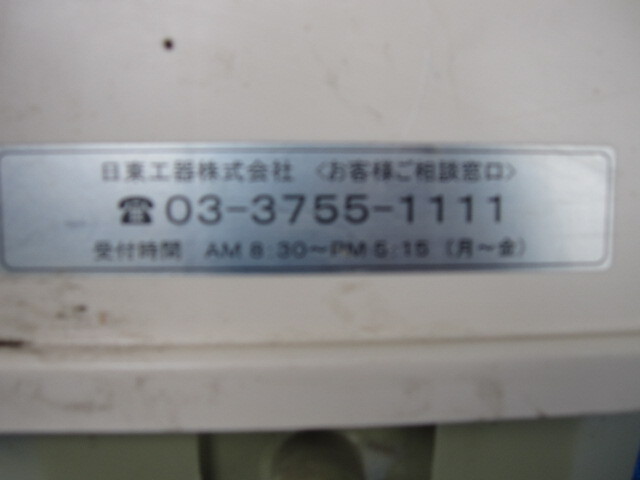 日東工器株式会社 〈お客様ご相談窓口〉
☎ 03-3755-1111
受付時間 AM 8:30～PM 5:15 (月～金)